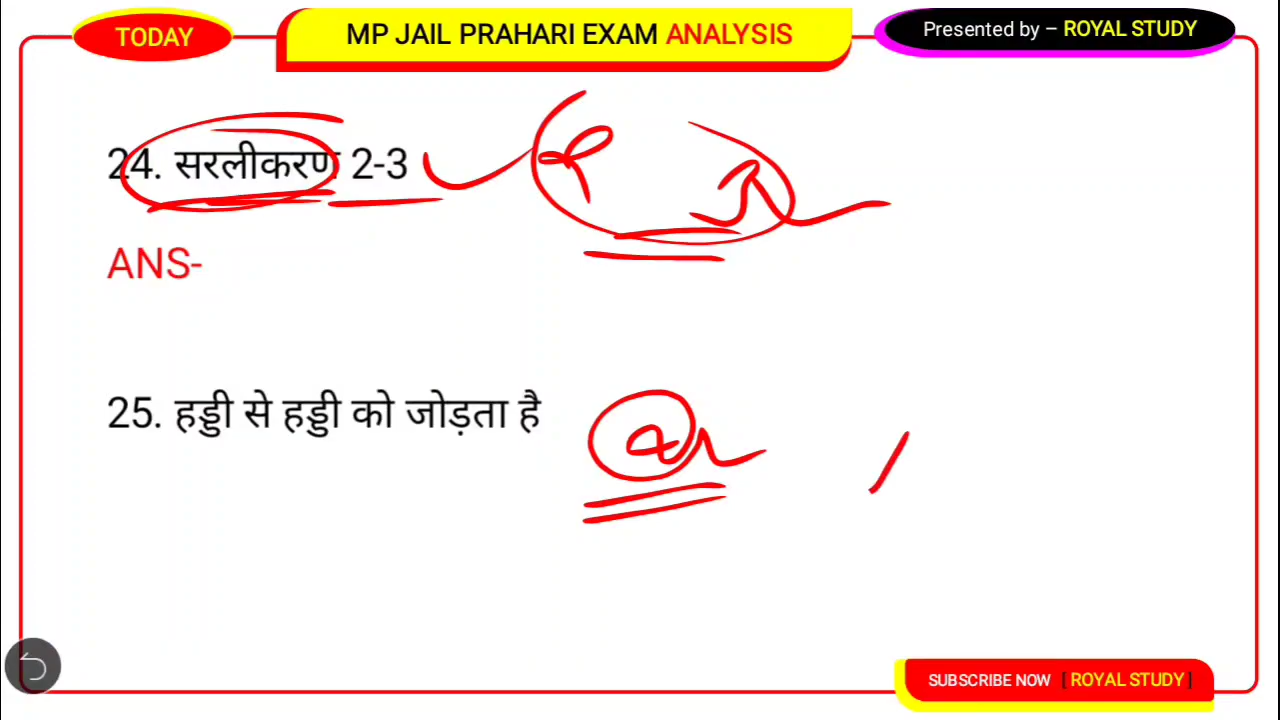 TODAY
MP JAIL PRAHARI EXAM ANALYSIS
Presented by – ROYAL STUDY
24. सरलीकरण 2-3
ANS-
25. हड्डी से हड्डी को जोड़ता है
SUBSCRIBE NOW [ ROYAL STUDY ]